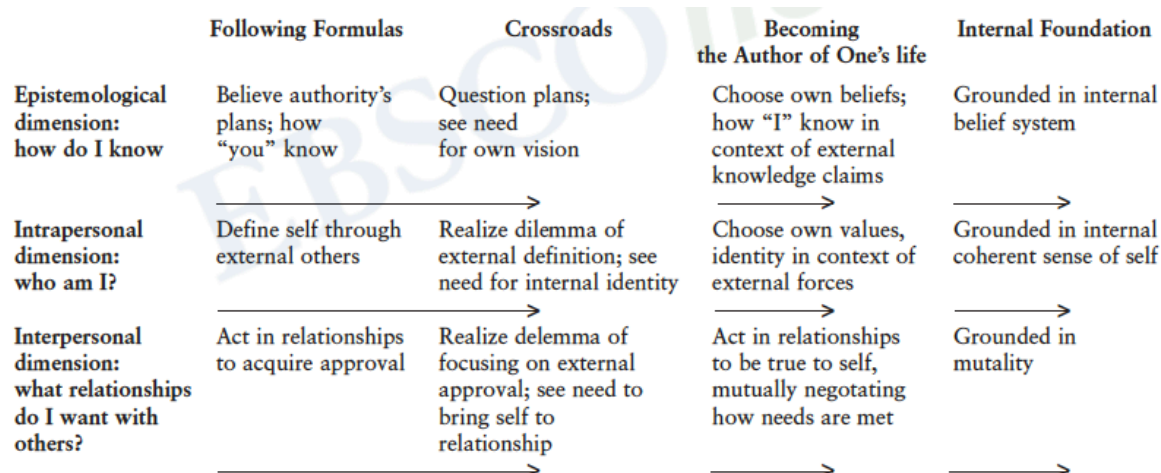 Following Formulas Crossroads Becoming Internal Foundation
the Author of One's life
Epistemological Believe authority's Question plans; Choose own beliefs; Grounded in internal
dimension: plans; how see need how "I" know in belief system
how do I know "you" know for own vision context of external
knowledge claims
Intrapersonal Define self through Realize dilemma of Choose own values, Grounded in internal
dimension: external others external definition; see identity in context of coherent sense of self
who am I? need for internal identity external forces
Interpersonal Act in relationships Realize delemma of Act in relationships Grounded in
dimension: to acquire approval focusing on external to be true to self, mutality
what relationships approval; see need to mutually negotiating
do I want with bring self to how needs are met
others? relationship
EBSCO